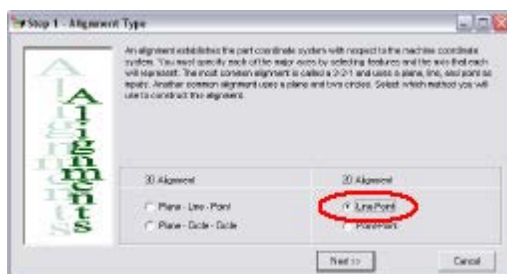 Step 1 - Alignment Type
An alignment establishes the part coordinate system with respect to the machine coordinate
system. You must specify each of the major axes by selecting features and the axis that each
will represent. The most common alignment is called a 3-2-1 and uses a plane, line, and point as
inputs. Another common alignment uses a plane and two circles. Select which method you will
use to construct this alignment.
Alignments
3D Alignment
2D Alignment
Plane - Line - Point
Line-Point
Plane - Circle - Circle
Point-Point
Next >>
Cancel